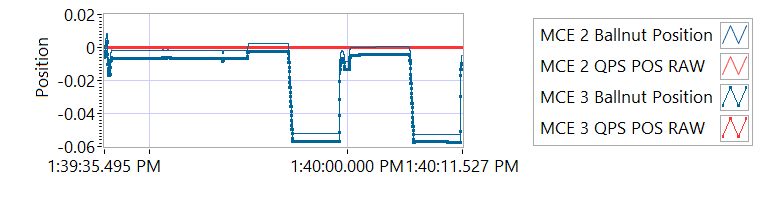 0.02
0
-0.02
-0.04
-0.06
Position
1:39:35.495 PM
1:40:00.000 PM
1:40:11.527 PM
MCE 2 Ballnut Position
MCE 2 QPS POS RAW
MCE 3 Ballnut Position
MCE 3 QPS POS RAW